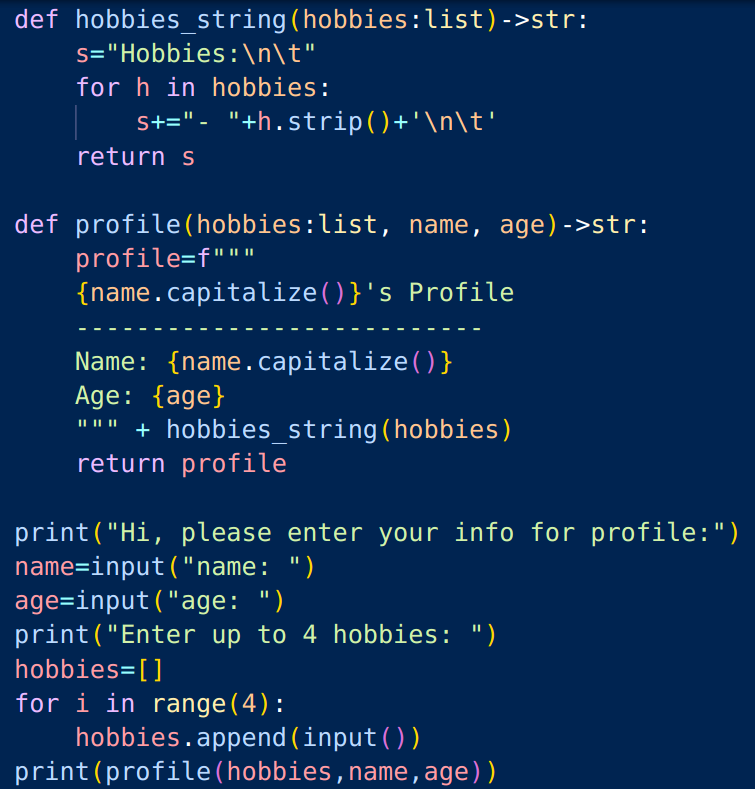 def hobbies_string(hobbies:list)->str:
    s="Hobbies:\n\t"
    for h in hobbies:
        s+="- "+h.strip()+'\n\t'
    return s

def profile(hobbies:list, name, age)->str:
    profile=f"""
    {name.capitalize()}'s Profile
    ---------------------------
    Name: {name.capitalize()}
    Age: {age}
    """ + hobbies_string(hobbies)
    return profile

print("Hi, please enter your info for profile:")
name=input("name: ")
age=input("age: ")
print("Enter up to 4 hobbies: ")
hobbies=[]
for i in range(4):
    hobbies.append(input())
print(profile(hobbies,name,age))